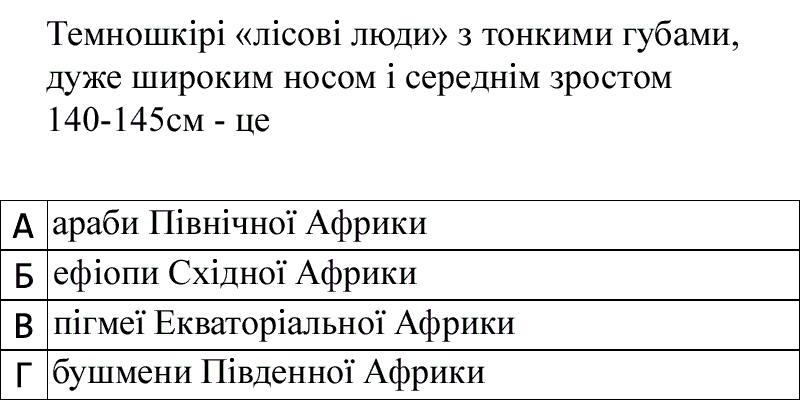 Темношкірі «лісові люди» з тонкими губами,
дуже широким носом і середнім зростом
140-145см - це
А араби Північної Африки
Б ефіопи Східної Африки
В пігмеї Екваторіальної Африки
Г бушмени Південної Африки